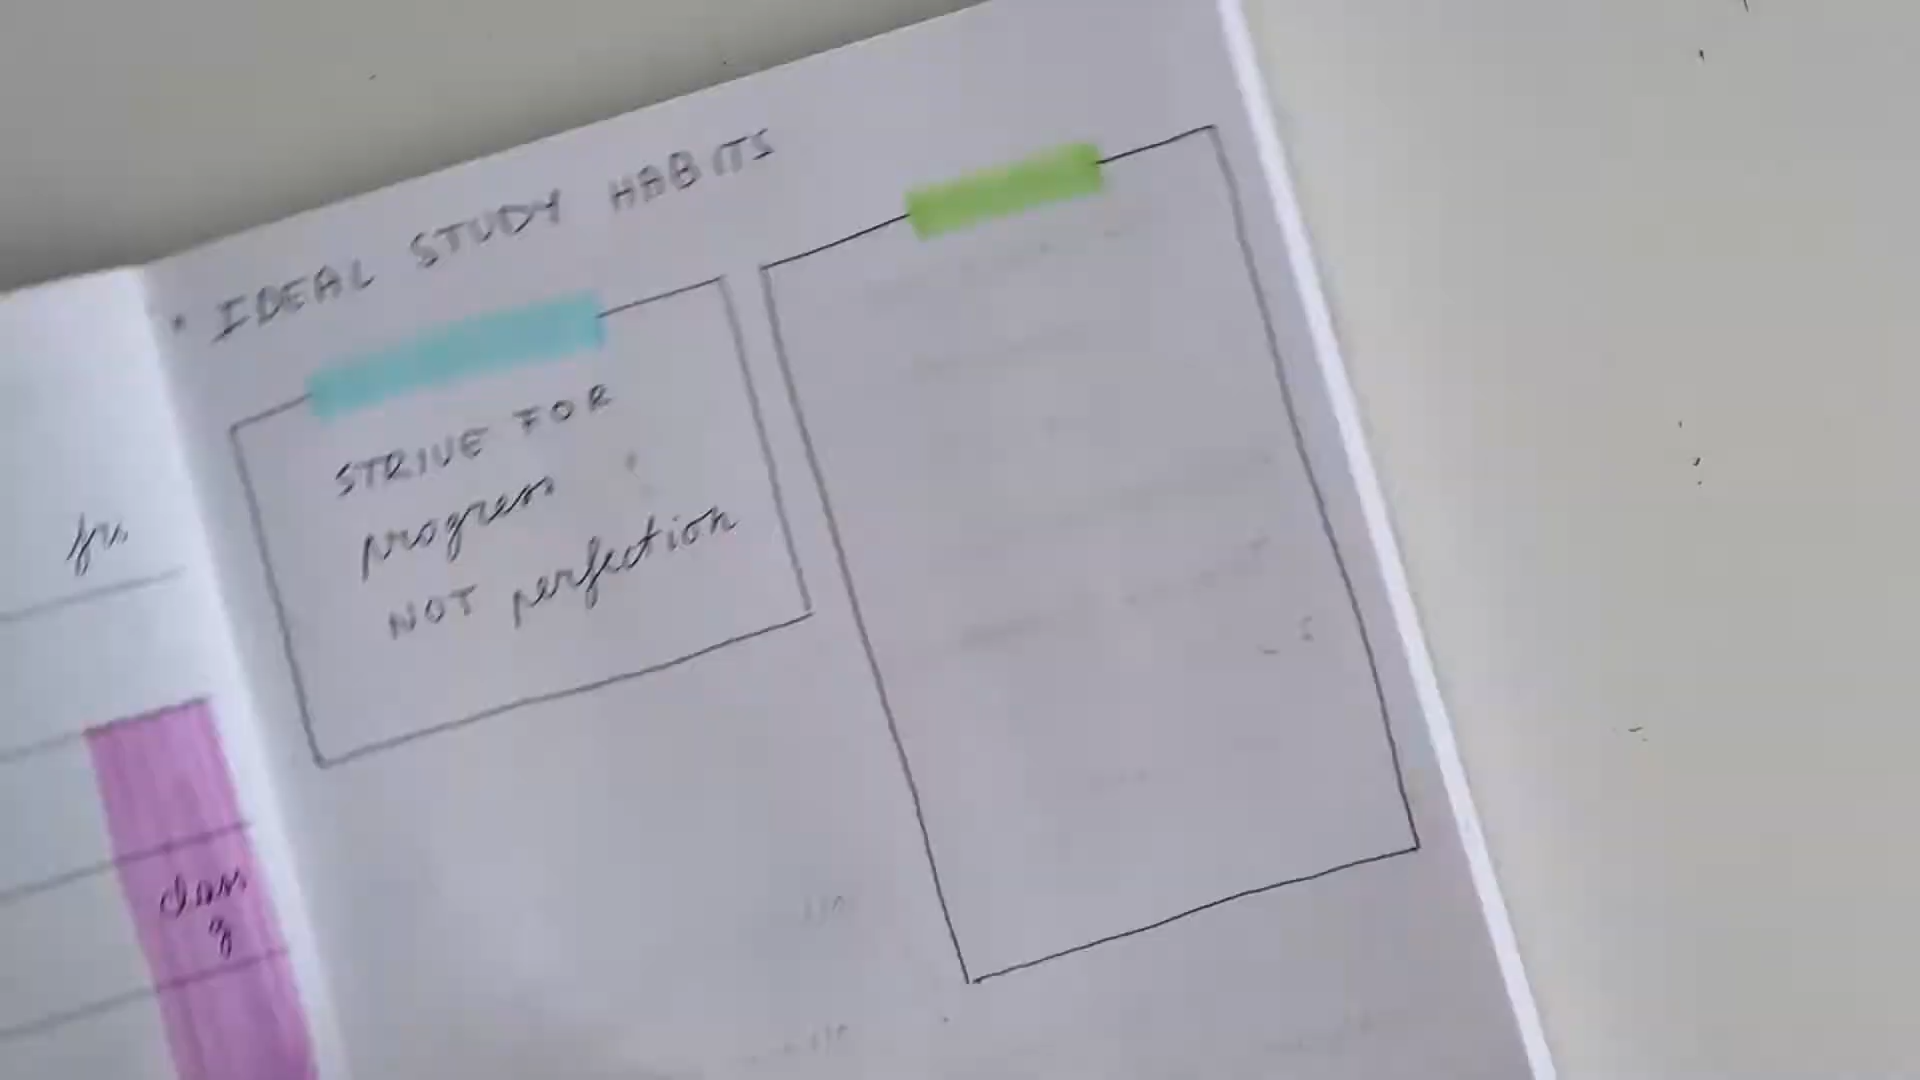 • IDEAL STUDY HABITS
STRIVE FOR
progress
NOT perfection